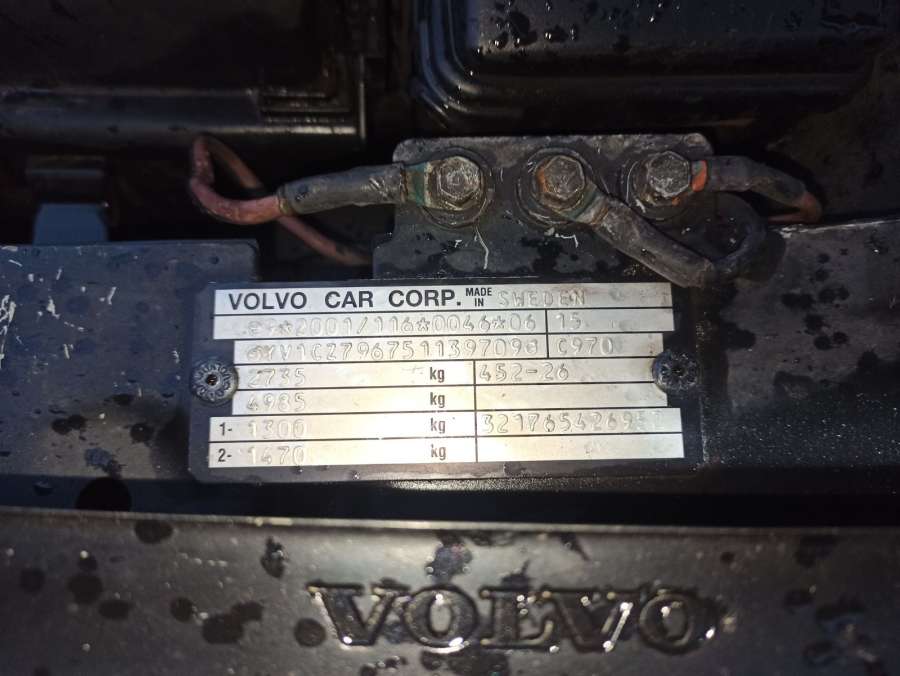 VOLVO CAR CORP. MADE IN SWEDEN
e9*2001/116*0046*06 15
YV1CZ796751139709 C970
2735 kg 452-26
4985 kg
1- 1300 kg
2- 1470 kg
VOLVO